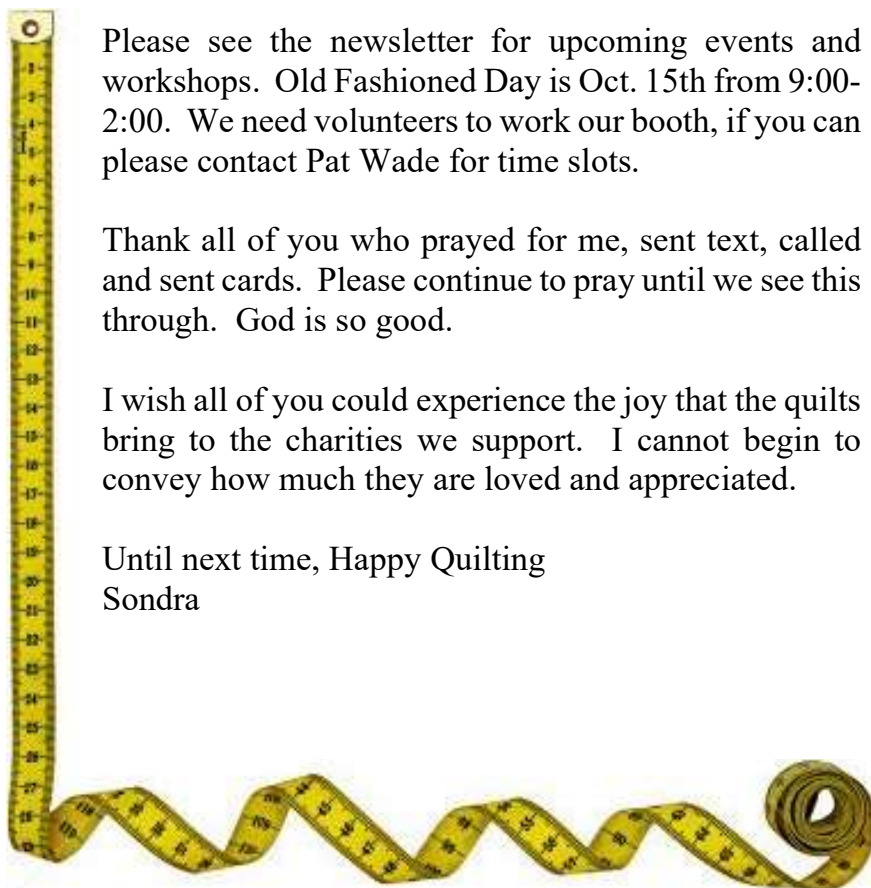 Please see the newsletter for upcoming events and
workshops. Old Fashioned Day is Oct. 15th from 9:00-
2:00. We need volunteers to work our booth, if you can
please contact Pat Wade for time slots.
Thank all of you who prayed for me, sent text, called
and sent cards. Please continue to pray until we see this
through. God is so good.
I wish all of you could experience the joy that the quilts
bring to the charities we support. I cannot begin to
convey how much they are loved and appreciated.
Until next time, Happy Quilting
Sondra